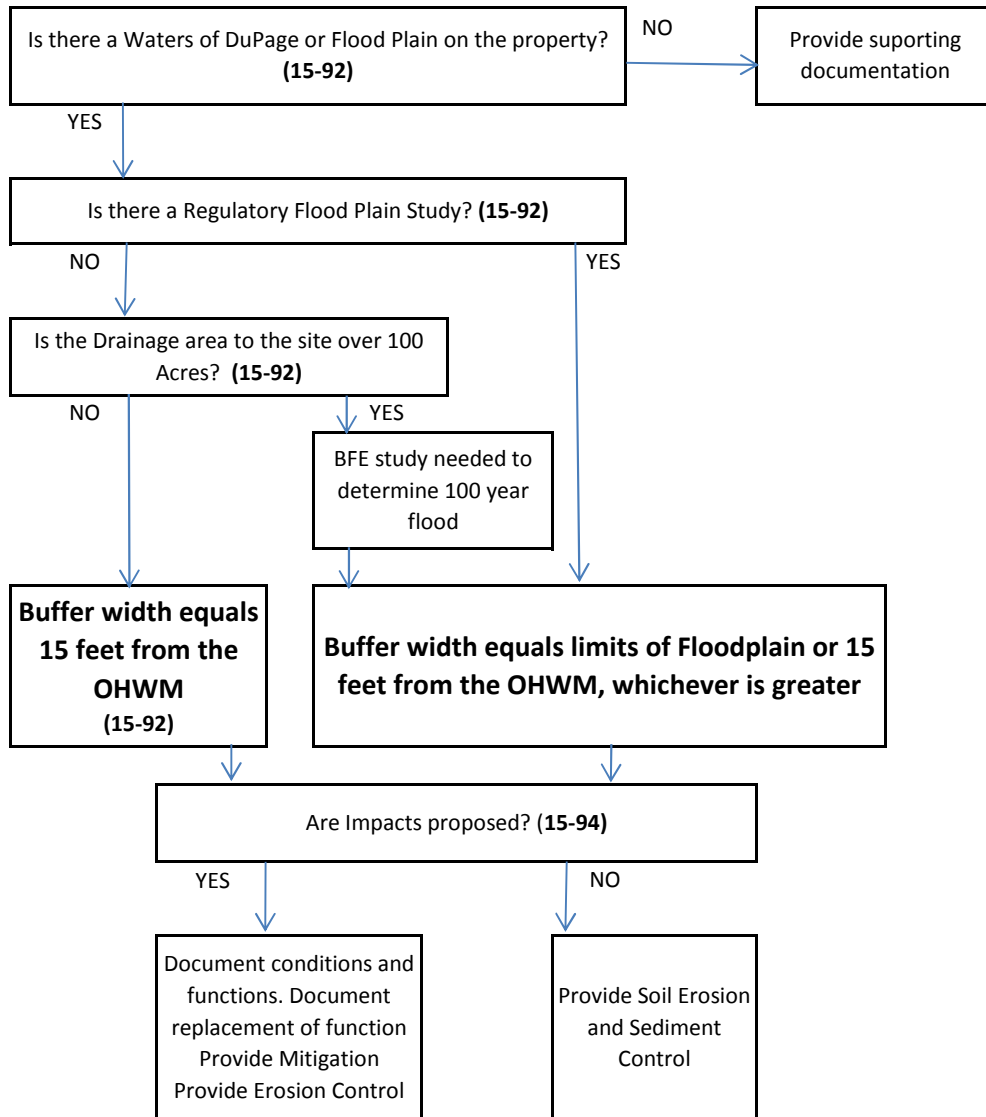 Is there a Waters of DuPage or Flood Plain on the property?
(15-92)
NO
Provide suporting
documentation
YES
Is there a Regulatory Flood Plain Study? (15-92)
NO
YES
Is the Drainage area to the site over 100
Acres? (15-92)
NO
YES
BFE study needed to
determine 100 year
flood
Buffer width equals
15 feet from the
OHWM
(15-92)
Buffer width equals limits of Floodplain or 15
feet from the OHWM, whichever is greater
Are Impacts proposed? (15-94)
YES
NO
Document conditions and
functions. Document
replacement of function
Provide Mitigation
Provide Erosion Control
Provide Soil Erosion
and Sediment
Control